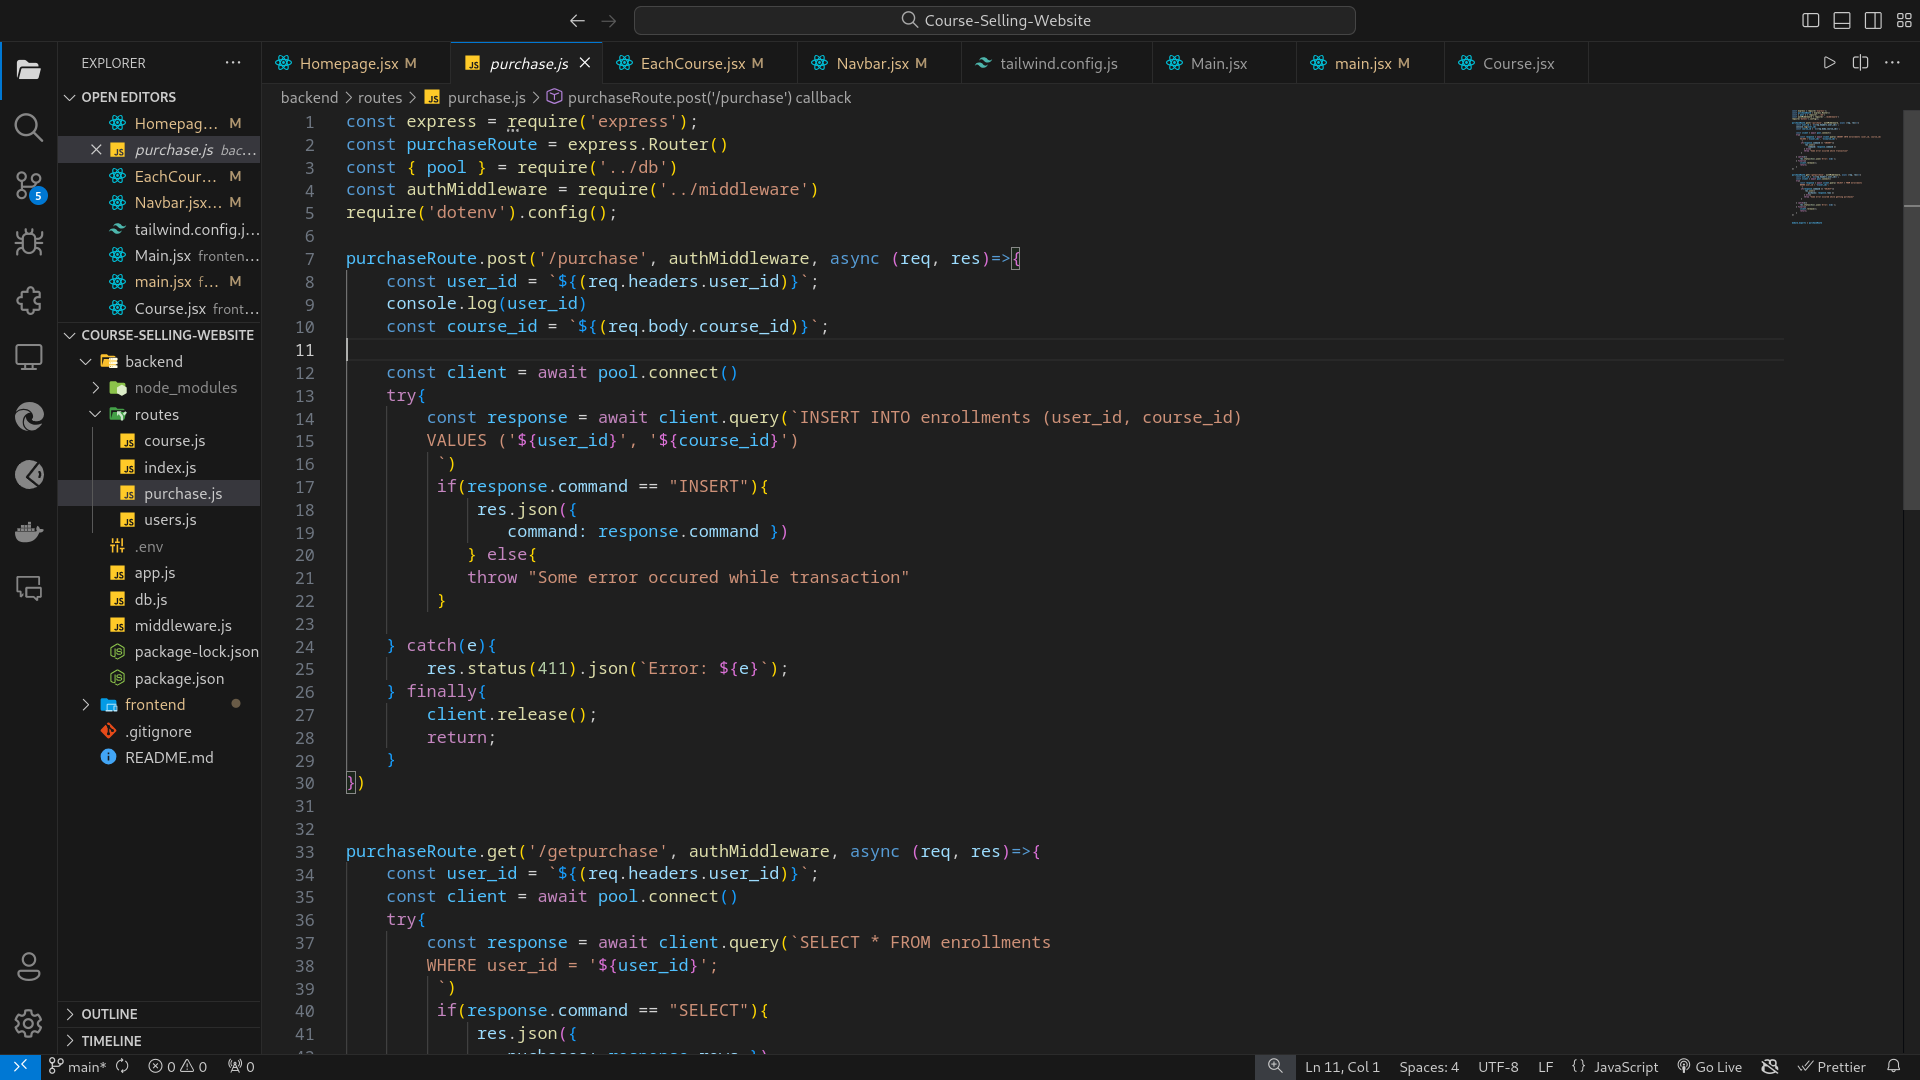 Course-Selling-Website
EXPLORER
OPEN EDITORS
Homepag... M
purchase.js bac...
EachCour... M
Navbar.jsx... M
tailwind.config.j...
Main.jsx fronten...
main.jsx f... M
Course.jsx front...
COURSE-SELLING-WEBSITE
backend
node_modules
routes
course.js
index.js
purchase.js
users.js
.env
app.js
db.js
middleware.js
package-lock.json
package.json
frontend
.gitignore
README.md
OUTLINE
TIMELINE
5
Homepage.jsx M
purchase.js
EachCourse.jsx M
Navbar.jsx M
tailwind.config.js
Main.jsx
main.jsx M
Course.jsx
backend > routes > JS purchase.js > purchaseRoute.post('/purchase') callback
1 const express = require('express');
2 const purchaseRoute = express.Router()
3 const { pool } = require('../db')
4 const authMiddleware = require('../middleware')
5 require('dotenv').config();
6
7 purchaseRoute.post('/purchase', authMiddleware, async (req, res)=>{
8 const user_id = `${(req.headers.user_id)}`;
9 console.log(user_id)
10 const course_id = `${(req.body.course_id)}`;
11
12 const client = await pool.connect()
13 try{
14 const response = await client.query(`INSERT INTO enrollments (user_id, course_id)
15 VALUES ('${user_id}', '${course_id}')
16 `)
17 if(response.command == "INSERT"){
18 res.json({
19 command: response.command })
20 } else{
21 throw "Some error occured while transaction"
22 }
23
24 } catch(e){
25 res.status(411).json(`Error: ${e}`);
26 } finally{
27 client.release();
28 return;
29 }
30 })
31
32
33 purchaseRoute.get('/getpurchase', authMiddleware, async (req, res)=>{
34 const user_id = `${(req.headers.user_id)}`;
35 const client = await pool.connect()
36 try{
37 const response = await client.query(`SELECT * FROM enrollments
38 WHERE user_id = '${user_id}';
39 `)
40 if(response.command == "SELECT"){
41 res.json({
main* 0 0 0 Ln 11, Col 1 Spaces: 4 UTF-8 LF {} JavaScript Go Live Prettier